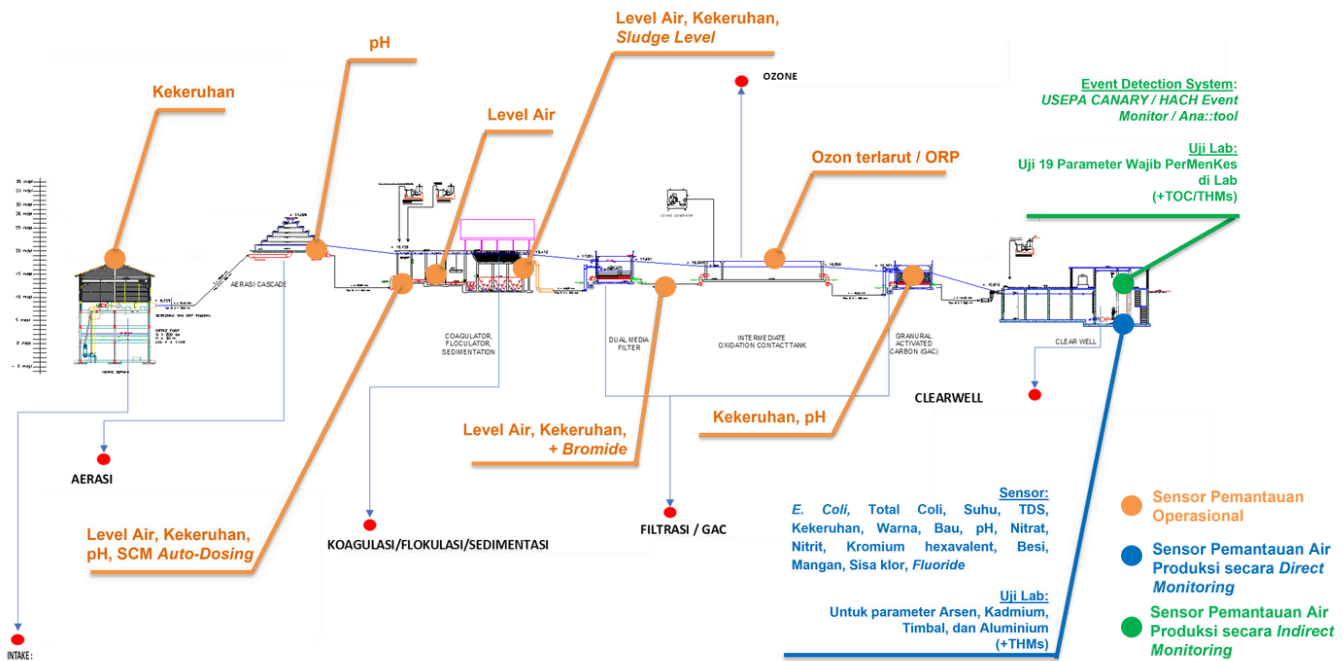 Level Air, Kekeruhan,
Sludge Level
pH
OZONE
Kekeruhan
Event Detection System:
USEPA CANARY / HACH Event
Monitor / Ana::tool
Level Air
Uji Lab:
Uji 19 Parameter Wajib PerMenKes
di Lab
(+TOC/THMs)
Ozon terlarut / ORP
AERASI CASCADE
COAGULATOR,
FLOCULATOR,
SEDIMENTATION
DUAL MEDIA
FILTER
INTERMEDIATE
OXIDATION CONTACT TANK
GRANURAL
ACTIVATED
CARBON (GAC)
CLEAR WELL
CLEARWELL
Kekeruhan, pH
Level Air, Kekeruhan,
+ Bromide
AERASI
Level Air, Kekeruhan,
pH, SCM Auto-Dosing
KOAGULASI/FLOKULASI/SEDIMENTASI
FILTRASI / GAC
Sensor:
E. Coli, Total Coli, Suhu, TDS,
Kekeruhan, Warna, Bau, pH, Nitrat,
Nitrit, Kromium hexavalent, Besi,
Mangan, Sisa klor, Fluoride
Uji Lab:
Untuk parameter Arsen, Kadmium,
Timbal, dan Aluminium
(+THMs)
Sensor Pemantauan
Operasional
Sensor Pemantauan Air
Produksi secara Direct
Monitoring
Sensor Pemantauan Air
Produksi secara Indirect
Monitoring
INTAKE :